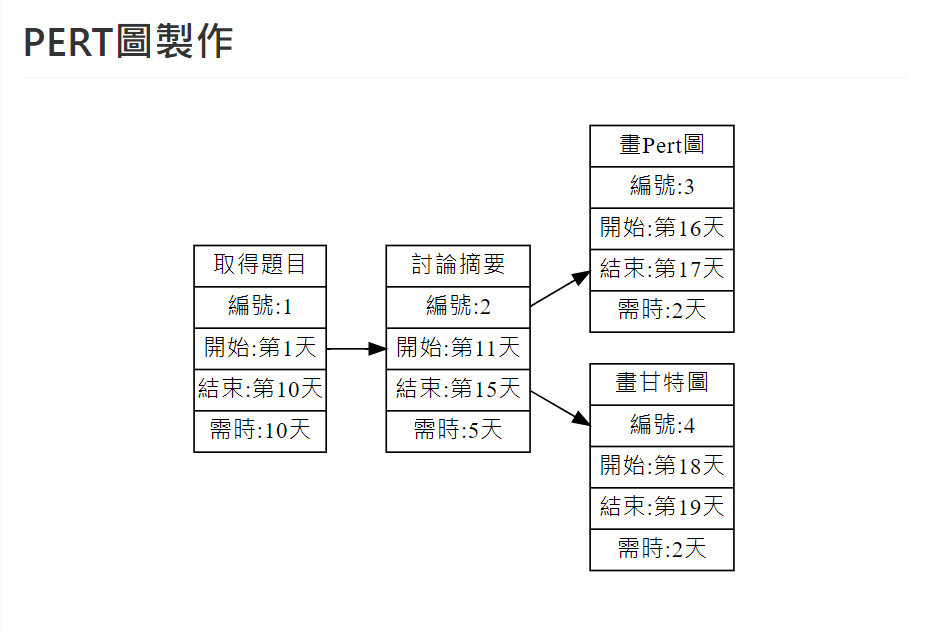 PERT圖製作
取得題目
編號:1
開始:第1天
結束:第10天
需時:10天
討論摘要
編號:2
開始:第11天
結束:第15天
需時:5天
畫Pert圖
編號:3
開始:第16天
結束:第17天
需時:2天
畫甘特圖
編號:4
開始:第18天
結束:第19天
需時:2天